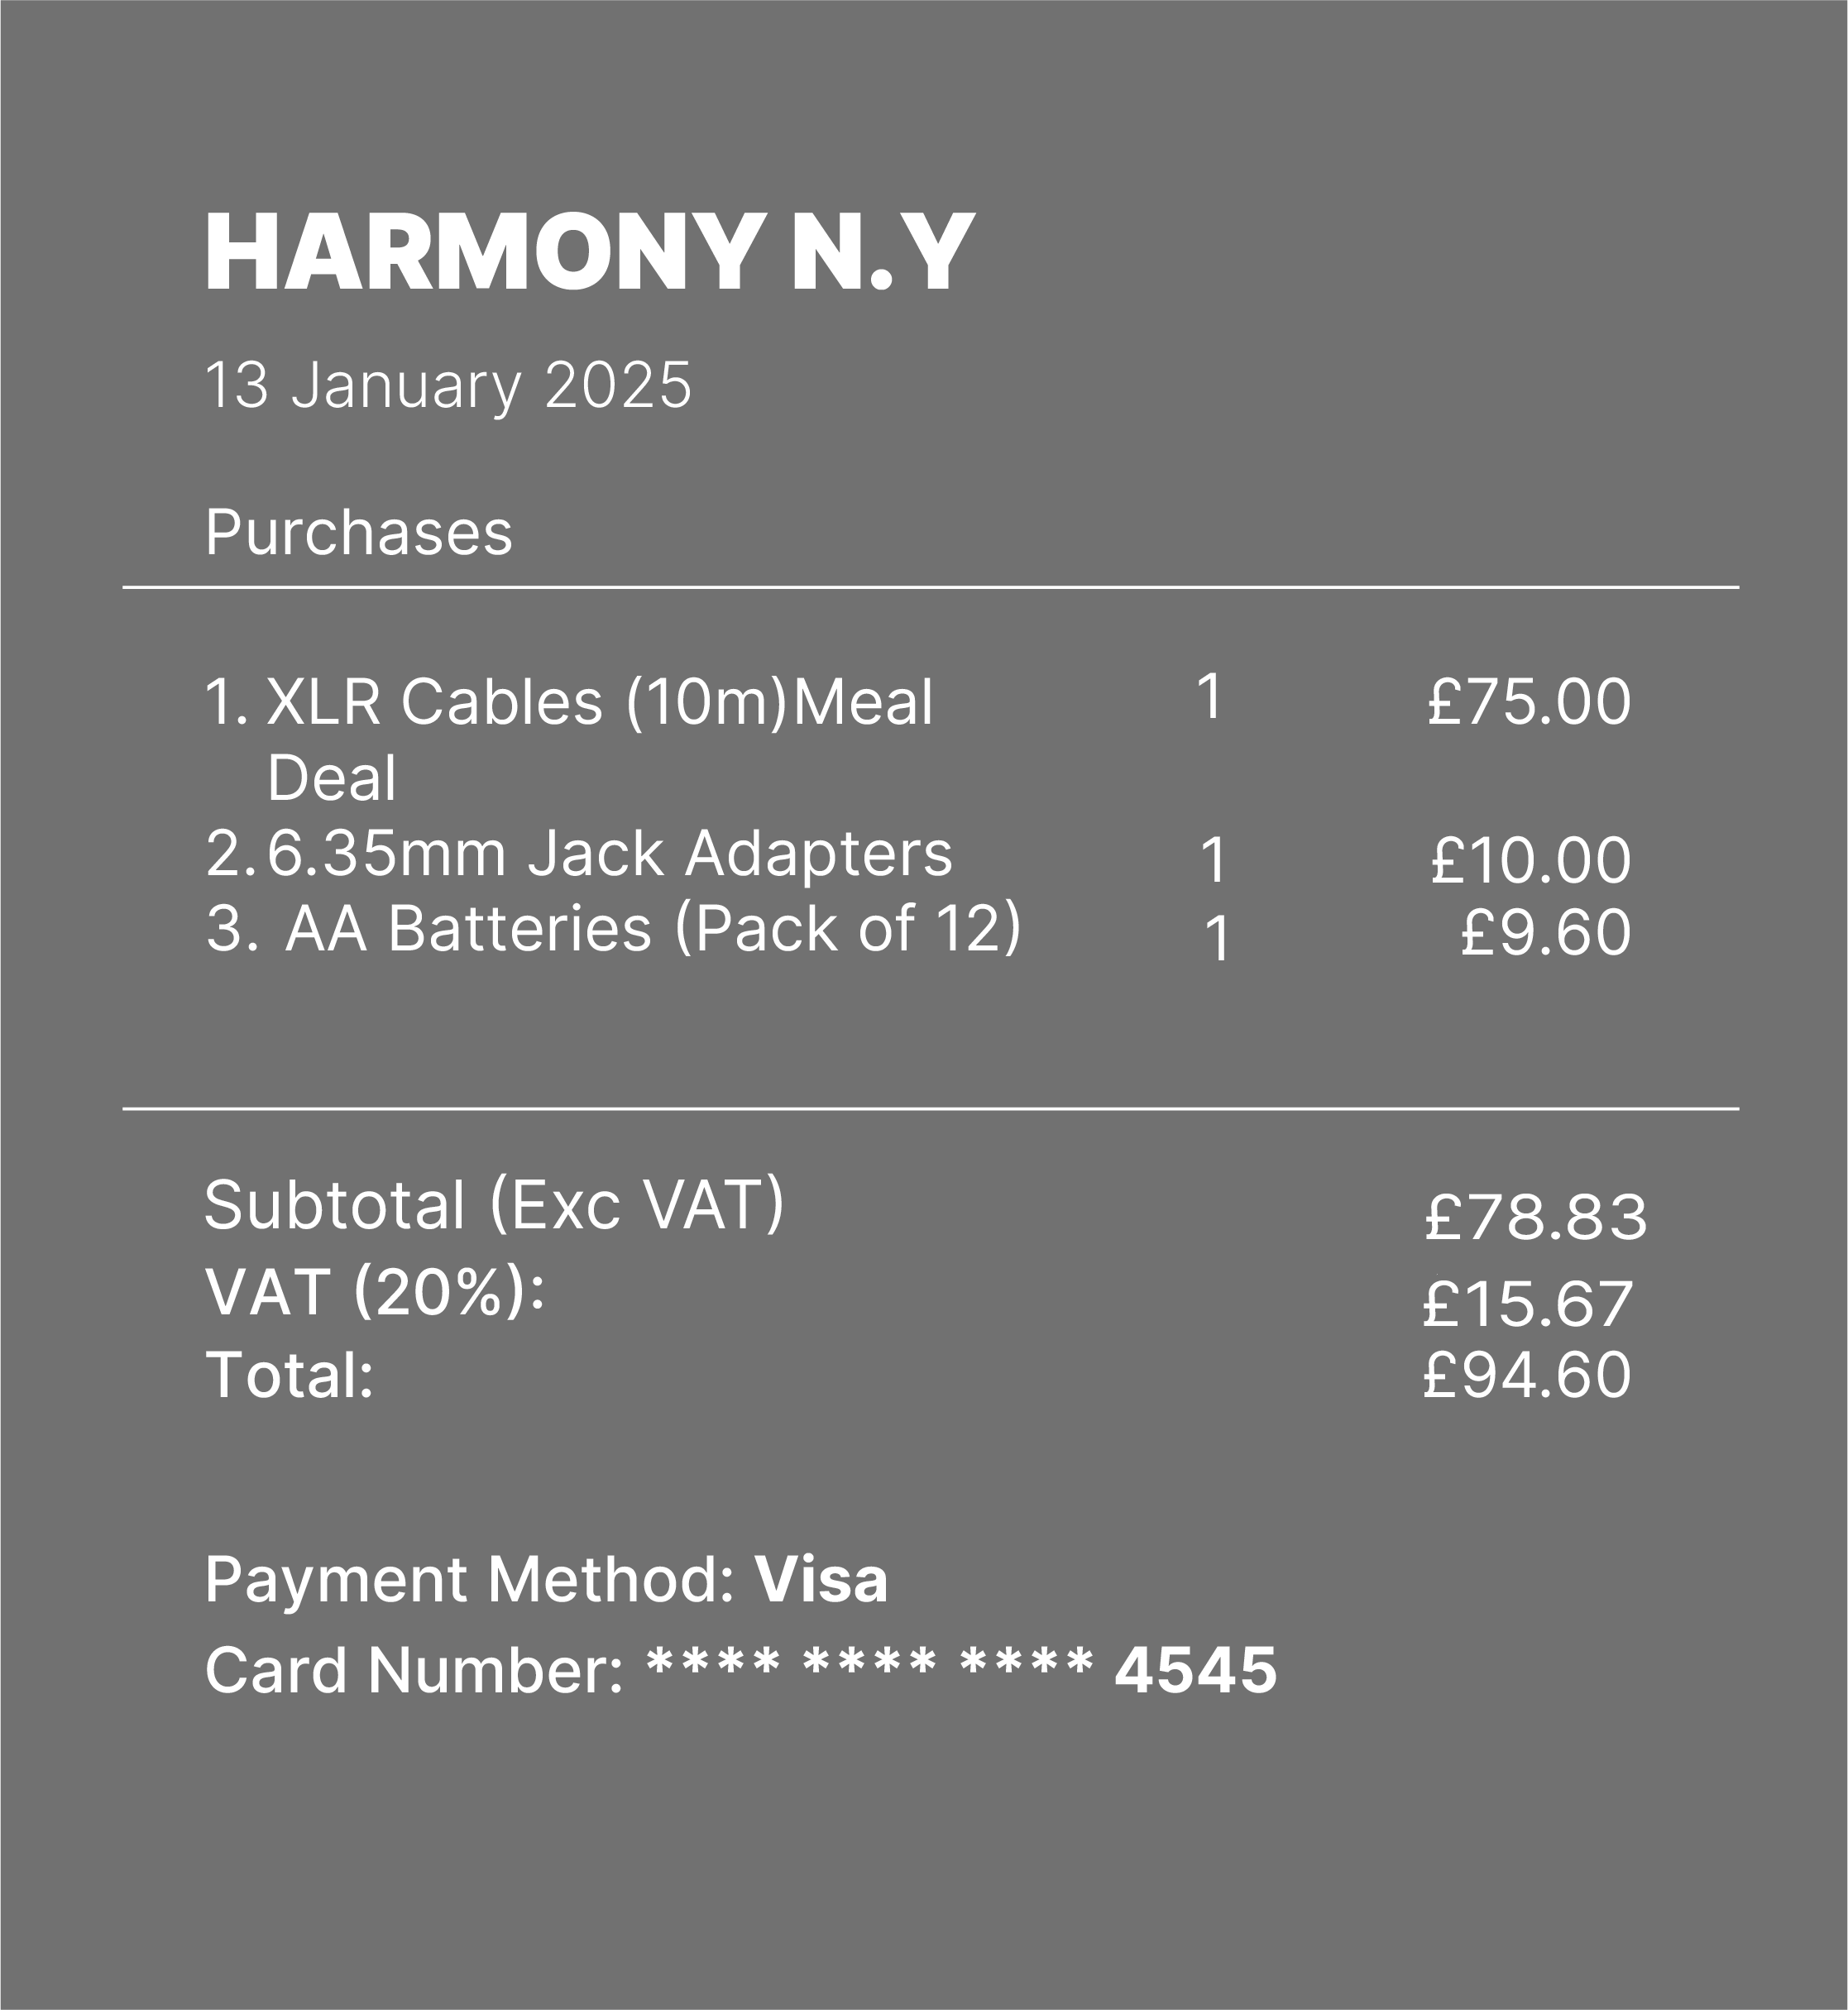 HARMONY N.Y
13 January 2025
Purchases
1. XLR Cables (10m)Meal 1 £75.00
Deal
2. 6.35mm Jack Adapters 1 £10.00
3. AA Batteries (Pack of 12) 1 £9.60
Subtotal (Exc VAT) £78.83
VAT (20%): £15.67
Total: £94.60
Payment Method: Visa
Card Number: **** **** **** 4545